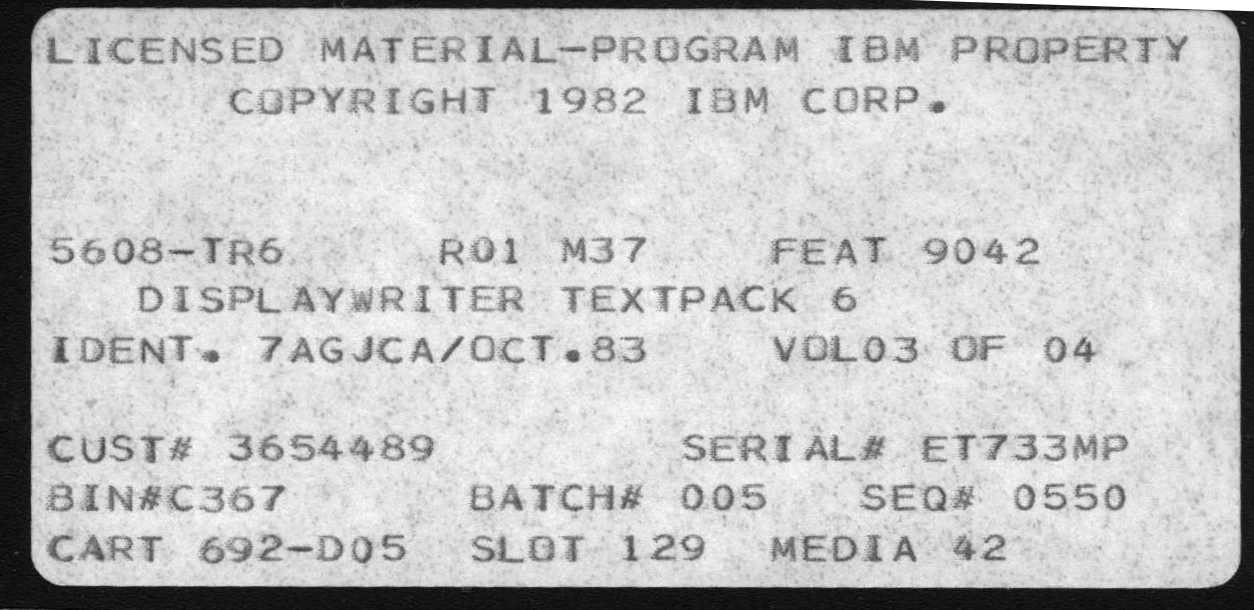 LICENSED MATERIAL-PROGRAM IBM PROPERTY
COPYRIGHT 1982 IBM CORP.
5608-TR6 R01 M37 FEAT 9042
DISPLAYWRITER TEXTPACK 6
IDENT. 7AGJCA/OCT.83 VOL03 OF 04
CUST# 3654489 SERIAL# ET733MP
BIN#C367 BATCH# 005 SEQ# 0550
CART 692-D05 SLOT 129 MEDIA 42